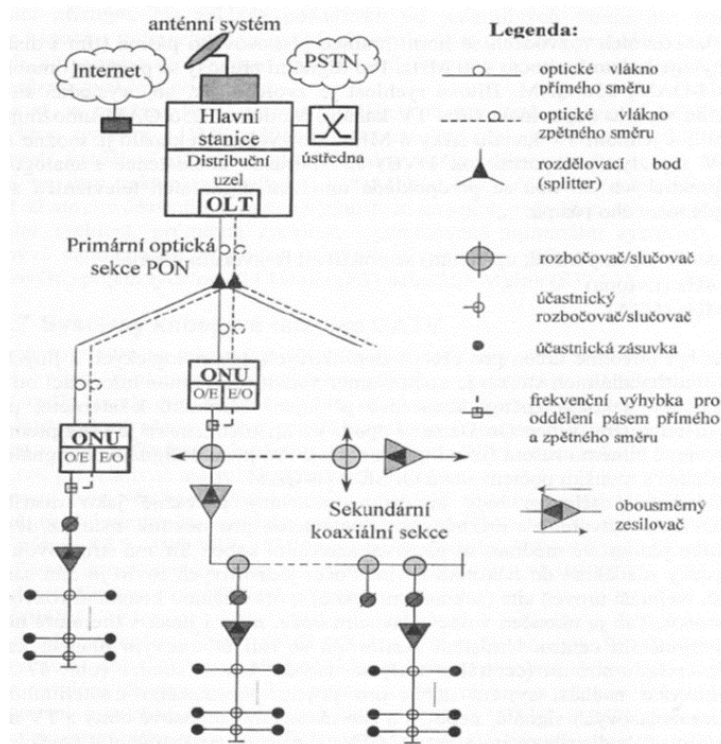 anténní systém
Internet
PSTN
Hlavní
stanice
Distribuční
uzel
OLT
ústředna
Primární optická
sekce PON
ONU
O/E E/O
ONU
O/E E/O
Sekundární
koaxiální sekce
Legenda:
optické vlákno
přímého směru
optické vlákno
zpětného směru
rozdělovací bod
(splitter)
rozbočovač/slučovač
účastnický
rozbočovač/slučovač
účastnická zásuvka
frekvenční výhybka pro
oddělení pásem přímého
a zpětného směru
obousměrný
zesilovač